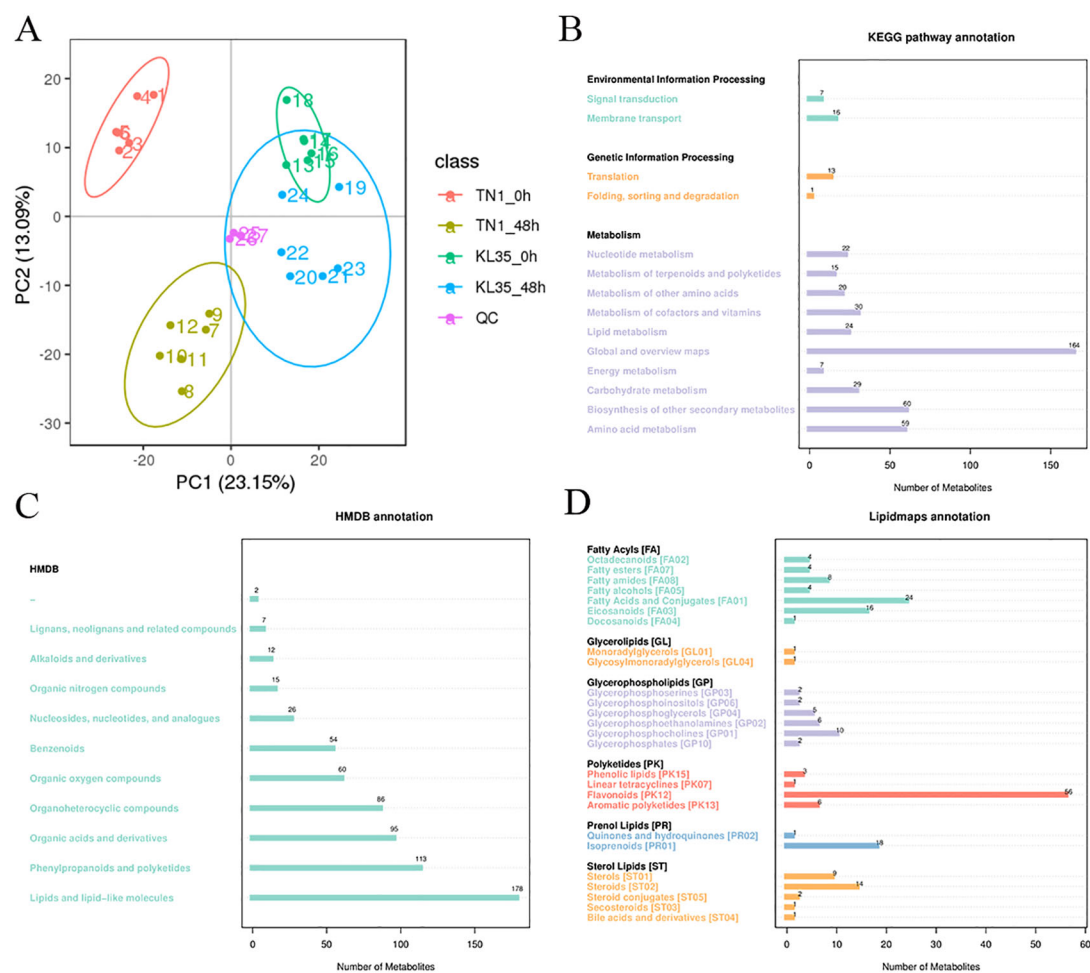 A
20
10
0
-10
-20
-30
PC2 (13.09%)
4
1
3
2
18
17
16
15
13
19
24
22
23
20
21
9
12
7
10
11
8
-20
0
20
PC1 (23.15%)
class
a TN1_0h
a TN1_48h
a KL35_0h
a KL35_48h
a QC
B
KEGG pathway annotation
Environmental Information Processing
Signal transduction 7
Membrane transport 16
Genetic Information Processing
Translation 13
Folding, sorting and degradation 1
Metabolism
Nucleotide metabolism 22
Metabolism of terpenoids and polyketides 15
Metabolism of other amino acids 20
Metabolism of cofactors and vitamins 30
Lipid metabolism 24
Global and overview maps 164
Energy metabolism 7
Carbohydrate metabolism 29
Biosynthesis of other secondary metabolites 60
Amino acid metabolism 59
0 50 100 150
Number of Metabolites
C
HMDB annotation
HMDB
– 2
Lignans, neolignans and related compounds 7
Alkaloids and derivatives 12
Organic nitrogen compounds 15
Nucleosides, nucleotides, and analogues 26
Benzenoids 54
Organic oxygen compounds 60
Organoheterocyclic compounds 86
Organic acids and derivatives 95
Phenylpropanoids and polyketides 113
Lipids and lipid-like molecules 178
0 50 100 150
Number of Metabolites
D
Lipidmaps annotation
Fatty Acyls [FA]
Octadecanoids [FA02] 4
Fatty esters [FA07] 4
Fatty amides [FA08] 8
Fatty alcohols [FA05] 4
Fatty Acids and Conjugates [FA01] 24
Eicosanoids [FA03] 16
Docosanoids [FA04] 1
Glycerolipids [GL]
Monoradylglycerols [GL01] 1
Glycosylmonoradylglycerols [GL04] 1
Glycerophospholipids [GP]
Glycerophosphoserines [GP03] 2
Glycerophosphoinositols [GP06] 2
Glycerophosphoglycerols [GP04] 5
Glycerophosphoethanolamines [GP02] 6
Glycerophosphocholines [GP01] 10
Glycerophosphates [GP10] 2
Polyketides [PK]
Phenolic lipids [PK15] 3
Linear tetracyclines [PK07] 1
Flavonoids [PK12] 56
Aromatic polyketides [PK13] 6
Prenol Lipids [PR]
Quinones and hydroquinones [PR02] 1
Isoprenoids [PR01] 18
Sterol Lipids [ST]
Sterols [ST01] 9
Steroids [ST02] 14
Steroid conjugates [ST05] 2
Secosteroids [ST03] 1
Bile acids and derivatives [ST04] 1
0 10 20 30 40 50 60
Number of Metabolites